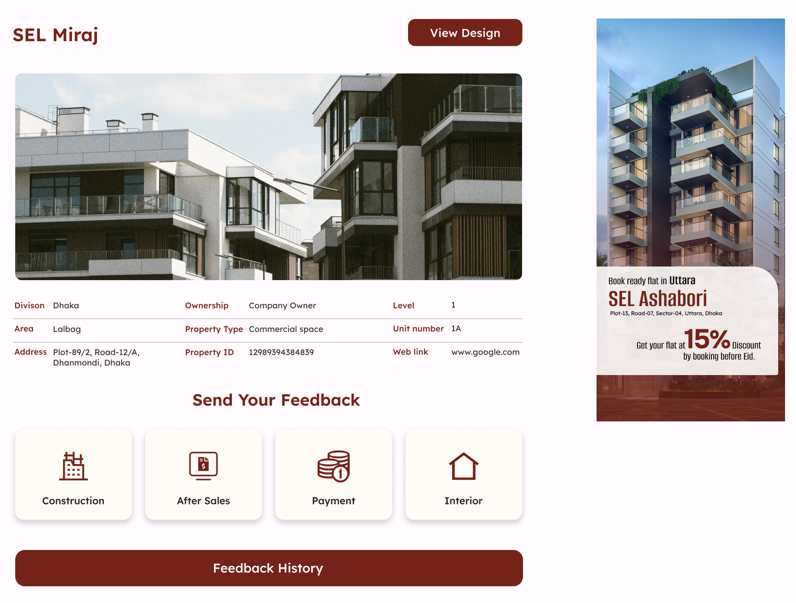 SEL Miraj
View Design
Divison Dhaka
Ownership Company Owner
Level 1
Area Lalbag
Property Type Commercial space
Unit number 1A
Address Plot-89/2, Road-12/A,
Dhanmondi, Dhaka
Property ID 12989394384839
Web link www.google.com
Send Your Feedback
Construction
After Sales
Payment
Interior
Feedback History
Book ready flat in Uttara
SEL Ashabori
Plot-13, Road-07, Sector-04, Uttara, Dhaka
Get your flat at 15% Discount
by booking before Eid.